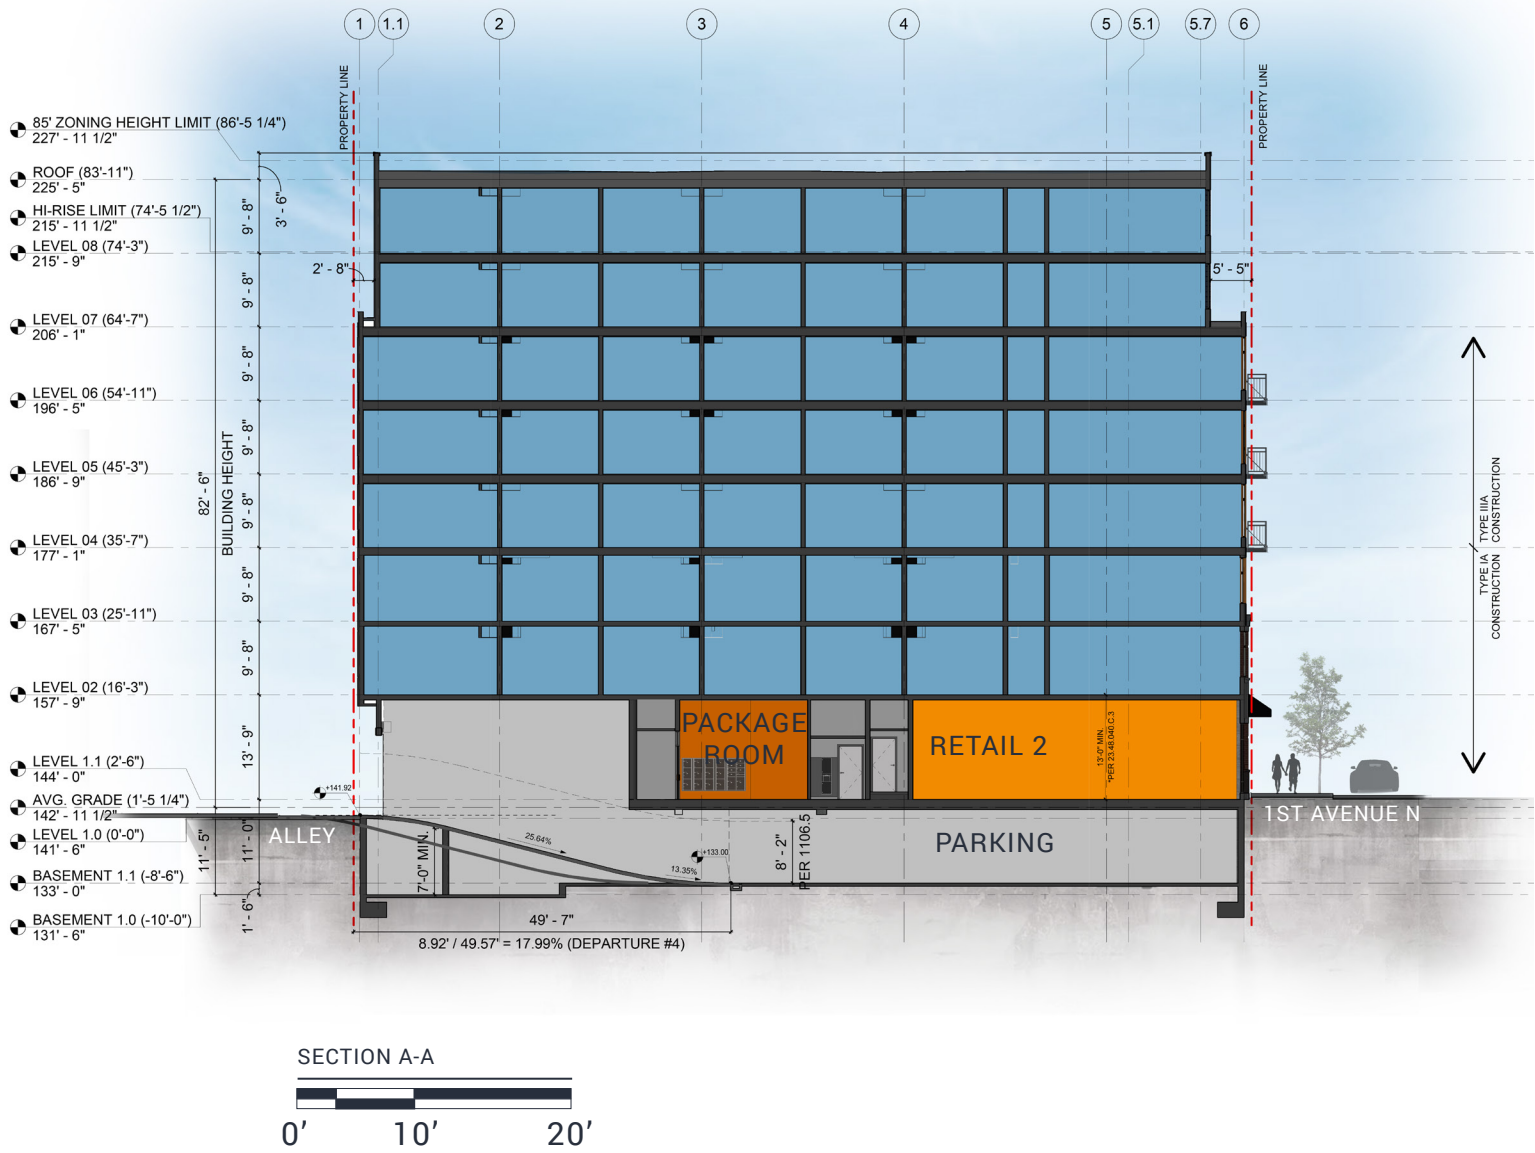 1 1.1 2 3 4 5 5.1 5.7 6
PROPERTY LINE
PROPERTY LINE
85' ZONING HEIGHT LIMIT (86'-5 1/4")
227' - 11 1/2"
ROOF (83'-11")
225' - 5"
HI-RISE LIMIT (74'-5 1/2")
215' - 11 1/2"
LEVEL 08 (74'-3")
215' - 9"
LEVEL 07 (64'-7")
206' - 1"
LEVEL 06 (54'-11")
196' - 5"
LEVEL 05 (45'-3")
186' - 9"
LEVEL 04 (35'-7")
177' - 1"
LEVEL 03 (25'-11")
167' - 5"
LEVEL 02 (16'-3")
157' - 9"
LEVEL 1.1 (2'-6")
144' - 0"
AVG. GRADE (1'-5 1/4")
142' - 11 1/2"
LEVEL 1.0 (0'-0")
141' - 6"
BASEMENT 1.1 (-8'-6")
133' - 0"
BASEMENT 1.0 (-10'-0")
131' - 6"
82' - 6"
BUILDING HEIGHT
11' - 5"
9' - 8"
9' - 8"
9' - 8"
9' - 8"
9' - 8"
9' - 8"
9' - 8"
13' - 9"
11' - 0"
1' - 6"
3' - 6"
2' - 8"
5' - 5"
TYPE IIIA
CONSTRUCTION
TYPE IA
CONSTRUCTION
PACKAGE
ROOM
RETAIL 2
13'-0" MIN.
*PER 23.48.040.C.3
+141.92
ALLEY
7'-0" MIN.
25.64%
13.35%
+133.00
8' - 2"
PER 1106.5
PARKING
1ST AVENUE N
49' - 7"
8.92' / 49.57' = 17.99% (DEPARTURE #4)
SECTION A-A
0' 10' 20'